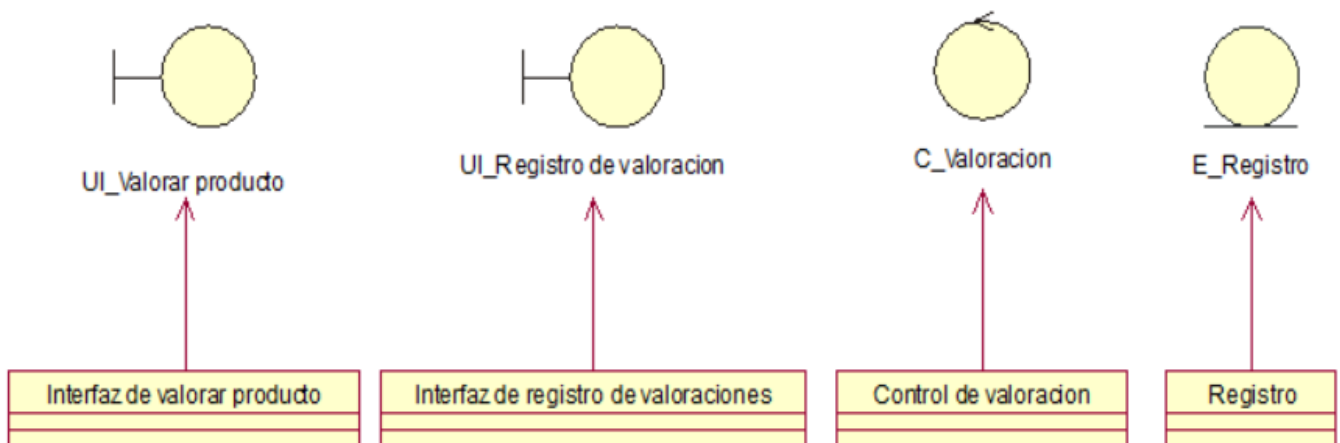 UI_Valorar producto
UI_Registro de valoracion
C_Valoracion
E_Registro
Interfaz de valorar producto
Interfaz de registro de valoraciones
Control de valoracion
Registro